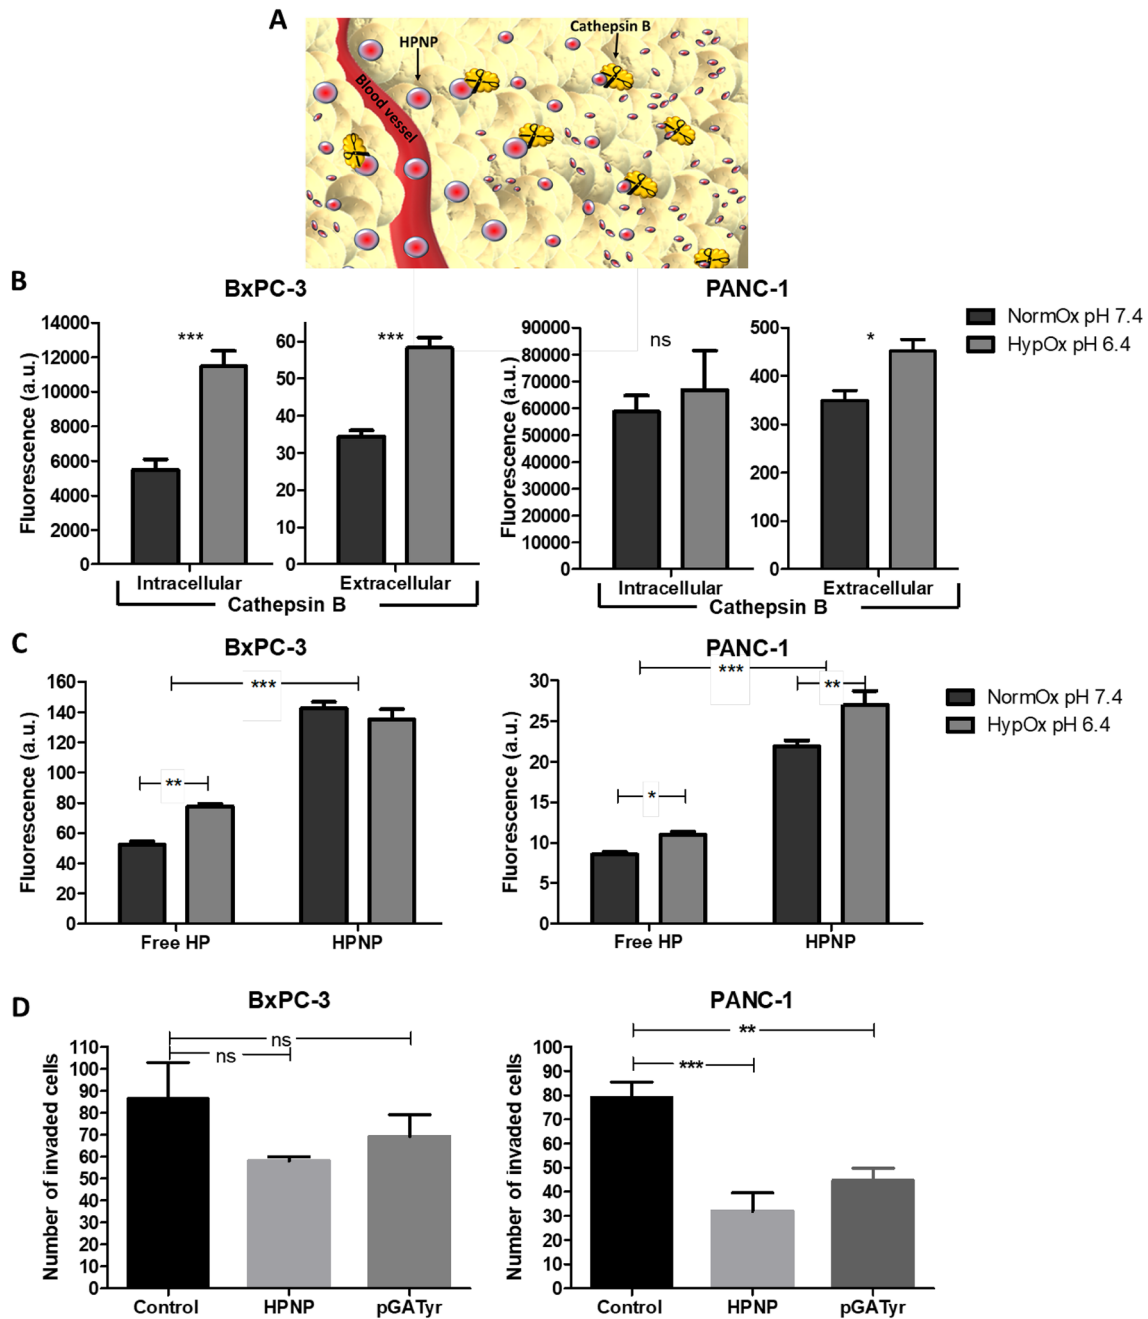 A
HPNP
Cathepsin B
Blood vessel
B
BxPC-3
PANC-1
NormOx pH 7.4
HypOx pH 6.4
Fluorescence (a.u.)
14000
12000
10000
8000
6000
4000
2000
0
***
Intracellular
60
50
40
30
20
10
0
***
Extracellular
Cathepsin B
Fluorescence (a.u.)
90000
80000
70000
60000
50000
40000
30000
20000
10000
0
ns
Intracellular
500
400
300
200
100
0
*
Extracellular
Cathepsin B
C
BxPC-3
PANC-1
NormOx pH 7.4
HypOx pH 6.4
Fluorescence (a.u.)
160
140
120
100
80
60
40
20
0
***
**
Free HP
HPNP
Fluorescence (a.u.)
30
25
20
15
10
5
0
***
**
*
Free HP
HPNP
D
BxPC-3
PANC-1
Number of invaded cells
110
100
90
80
70
60
50
40
30
20
10
0
ns
ns
Control
HPNP
pGATyr
Number of invaded cells
100
90
80
70
60
50
40
30
20
10
0
**
***
Control
HPNP
pGATyr